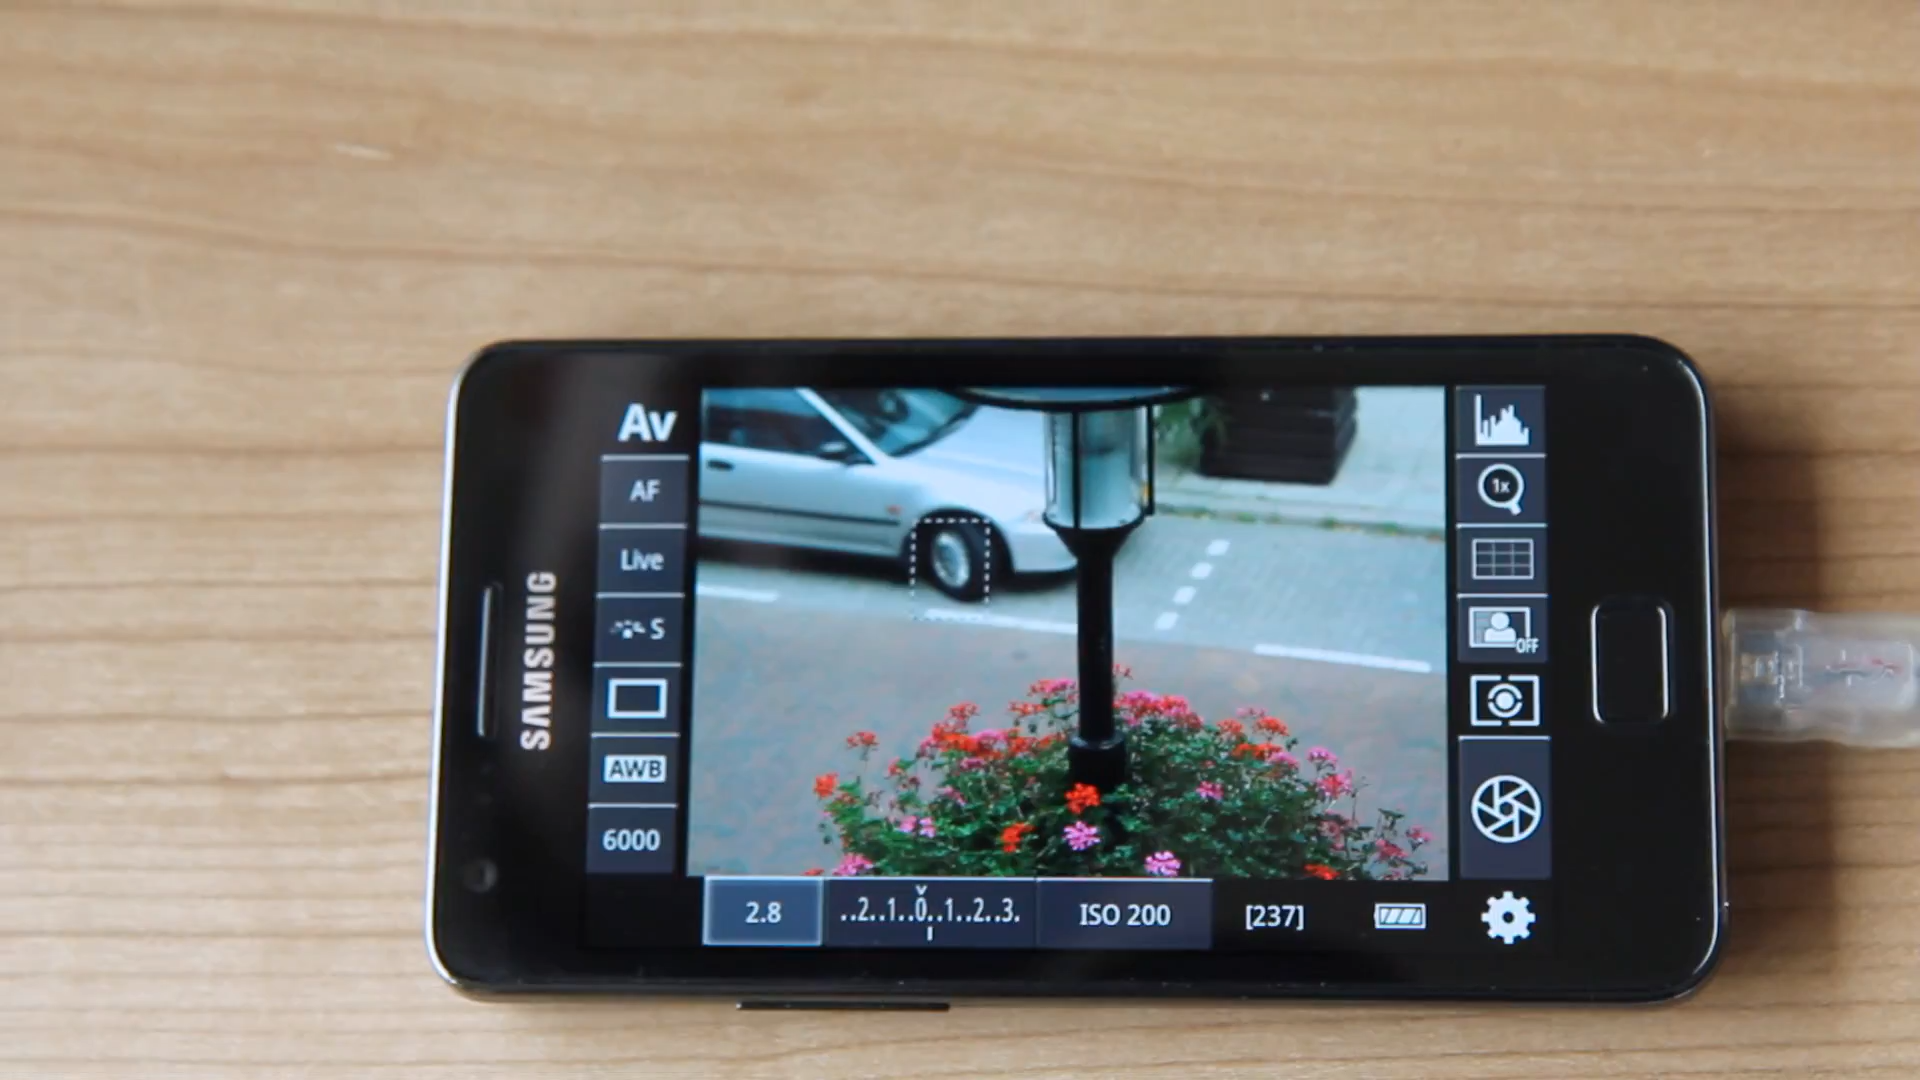 SAMSUNG
Av
AF
Live
S
AWB
6000
1x
OFF
2.8
..2..1..0..1..2..3.
ISO 200
[237]